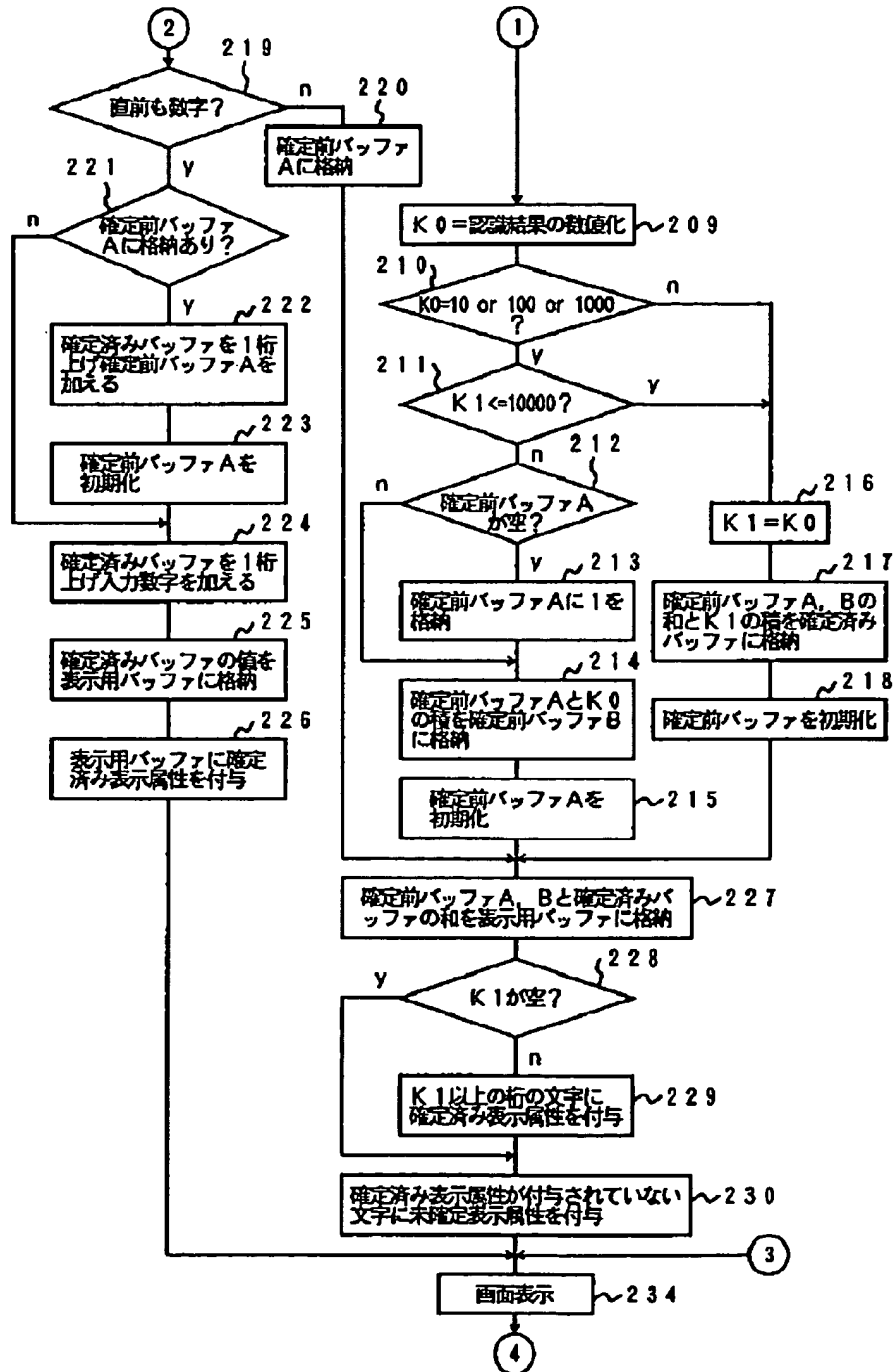 2
219
直前も数字?
n
y
220
確定前バッファ
Aに格納
221
確定前バッファ
Aに格納あり?
n
y
222
確定済みバッファを1桁
上げ確定前バッファAを
加える
223
確定前バッファAを
初期化
224
確定済みバッファを1桁
上げ入力数字を加える
225
確定済みバッファの値を
表示用バッファに格納
226
表示用バッファに確定
済み表示属性を付与
1
K0=認識結果の数値化
209
210
K0=10 or 100 or 1000
?
n
y
211
K1<=10000?
y
n
212
確定前バッファA
が空?
n
y
213
確定前バッファAに1を
格納
214
確定前バッファAとK0
の積を確定前バッファB
に格納
確定前バッファAを
初期化
215
216
K1=K0
217
確定前バッファA,Bの
和とK1の積を確定済み
バッファに格納
218
確定前バッファを初期化
確定前バッファA,Bと確定済みバ
ッファの和を表示用バッファに格納
227
228
K1が空?
y
n
K1以上の桁の文字に
確定済み表示属性を付与
229
確定済み表示属性が付与されていない
文字に未確定表示属性を付与
230
3
画面表示
234
4